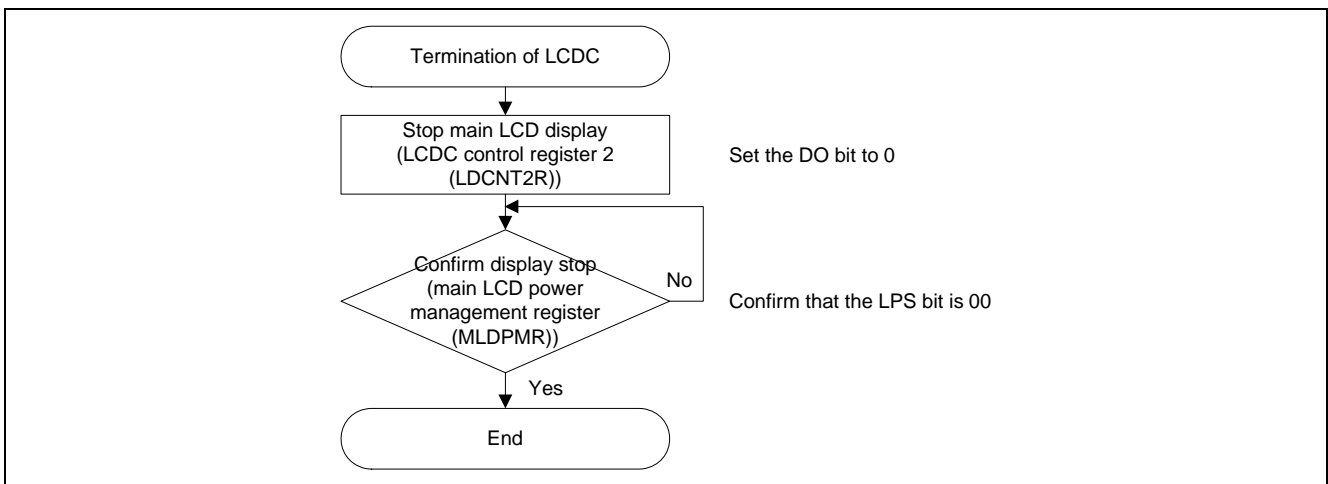 Termination of LCDC
Stop main LCD display
(LCDC control register 2
(LDCNT2R))
Set the DO bit to 0
Confirm display stop
(main LCD power
management register
(MLDPMR))
No
Confirm that the LPS bit is 00
Yes
End